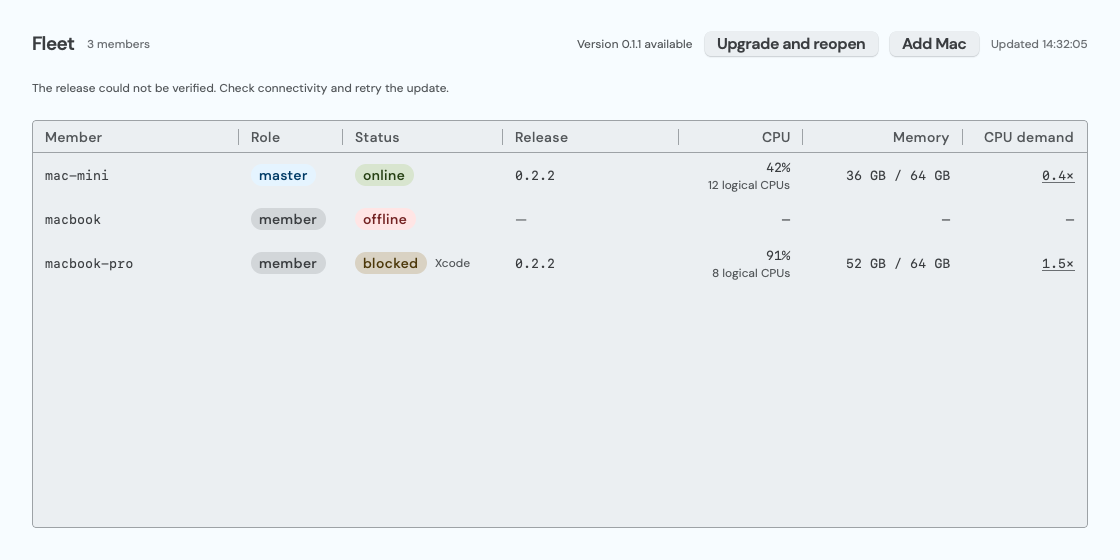 Fleet 3 members Version 0.1.1 available Upgrade and reopen Add Mac Updated 14:32:05
The release could not be verified. Check connectivity and retry the update.
Member Role Status Release CPU Memory CPU demand
mac-mini master online 0.2.2 42% 36 GB / 64 GB 0.4×
12 logical CPUs
macbook member offline — — — —
macbook-pro member blocked Xcode 0.2.2 91% 52 GB / 64 GB 1.5×
8 logical CPUs